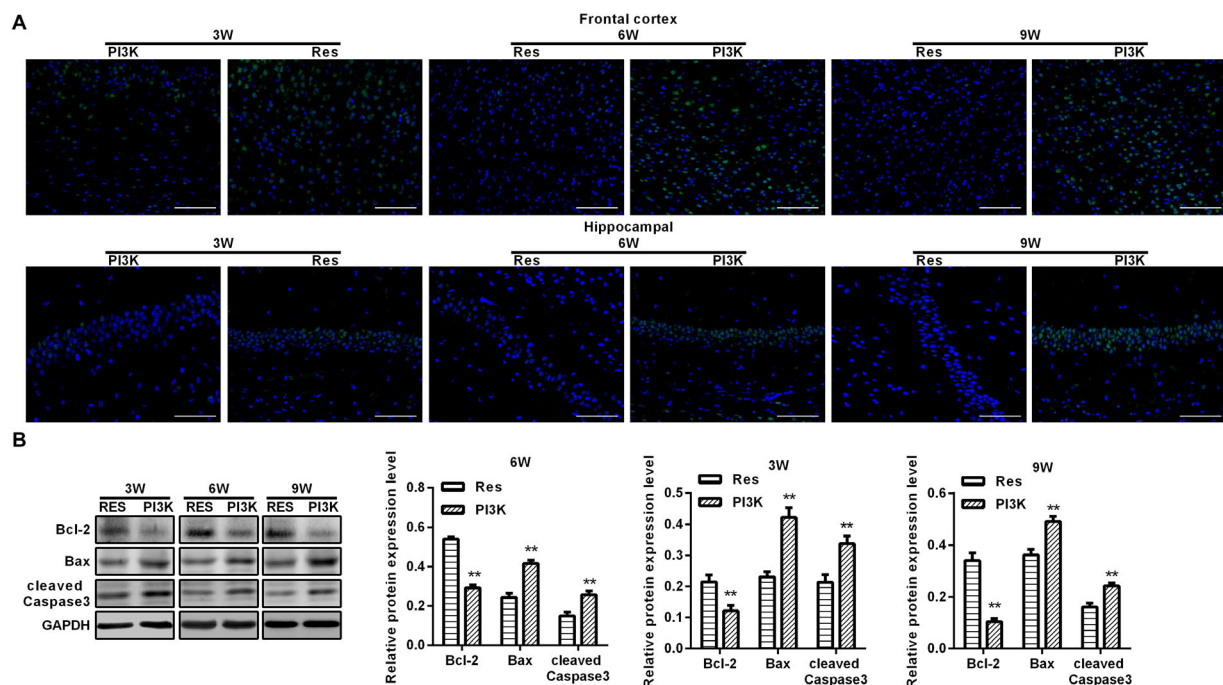 A
Frontal cortex
3W 6W 9W
PI3K Res Res PI3K Res PI3K
Hippocampal
3W 6W 9W
PI3K Res Res PI3K Res PI3K
B
3W 6W 9W
RES PI3K RES PI3K RES PI3K
Bcl-2
Bax
cleaved
Caspase3
GAPDH
6W
Relative protein expression level
0.8
0.6
0.4
0.2
0.0
Res
PI3K
**
**
**
Bcl-2 Bax cleaved
Caspase3
3W
Relative protein expression level
0.5
0.4
0.3
0.2
0.1
0.0
Res
PI3K
**
**
**
Bcl-2 Bax cleaved
Caspase3
9W
Relative protein expression level
0.6
0.4
0.2
0.0
Res
PI3K
**
**
**
Bcl-2 Bax cleaved
Caspase3